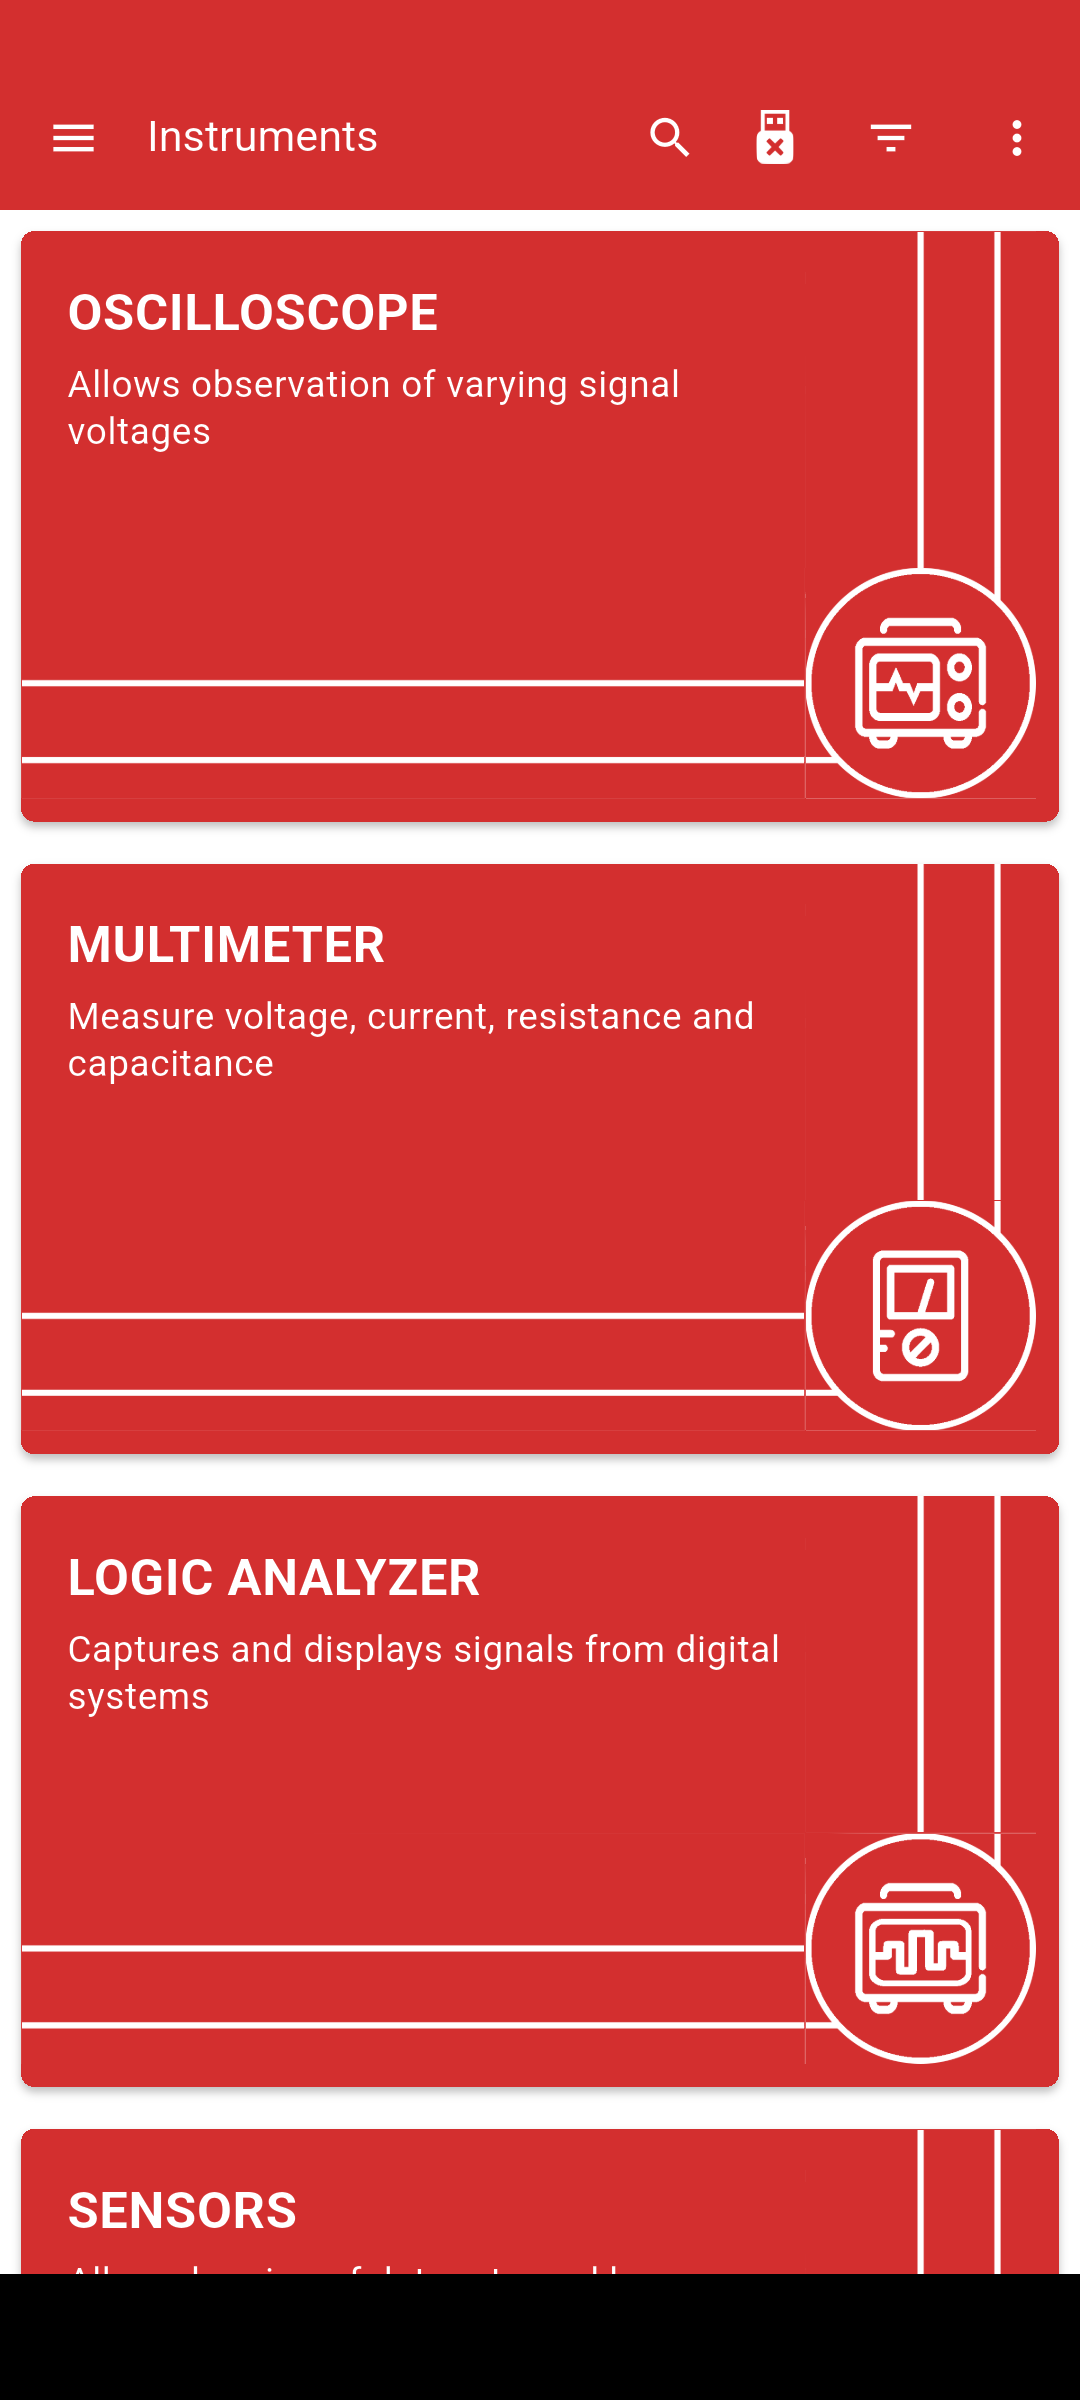 Instruments
OSCILLOSCOPE
Allows observation of varying signal
voltages
MULTIMETER
Measure voltage, current, resistance and
capacitance
LOGIC ANALYZER
Captures and displays signals from digital
systems
SENSORS